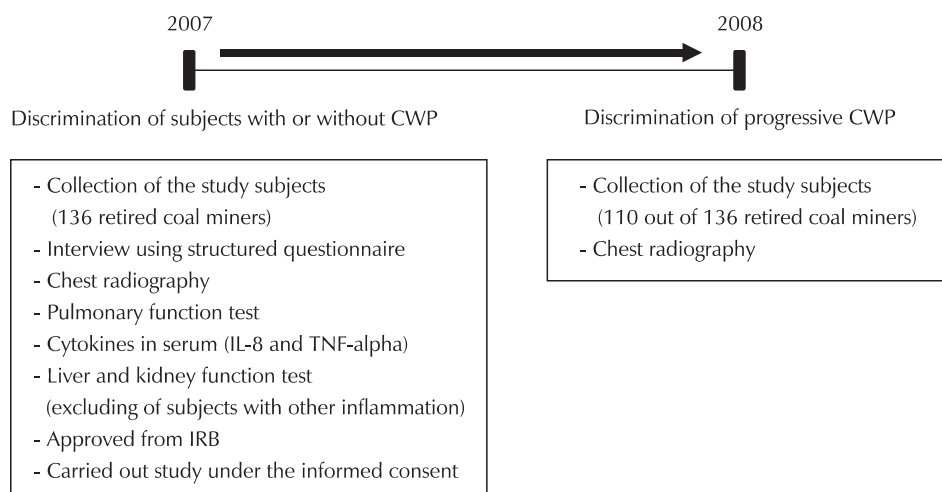 2007
2008
Discrimination of subjects with or without CWP
Discrimination of progressive CWP
- Collection of the study subjects
(136 retired coal miners)
- Interview using structured questionnaire
- Chest radiography
- Pulmonary function test
- Cytokines in serum (IL-8 and TNF-alpha)
- Liver and kidney function test
(excluding of subjects with other inflammation)
- Approved from IRB
- Carried out study under the informed consent
- Collection of the study subjects
(110 out of 136 retired coal miners)
- Chest radiography